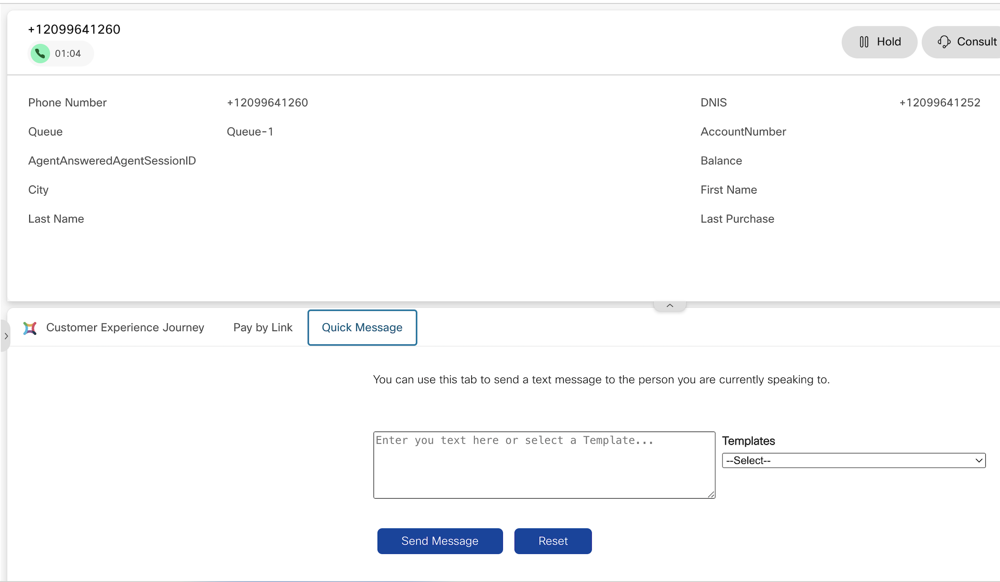 +12099641260
01:04
Hold
Consult
Phone Number +12099641260 DNIS +12099641252
Queue Queue-1 AccountNumber
AgentAnsweredAgentSessionID Balance
City First Name
Last Name Last Purchase
Customer Experience Journey Pay by Link Quick Message
You can use this tab to send a text message to the person you are currently speaking to.
Enter you text here or select a Template...
Templates
--Select--
Send Message Reset